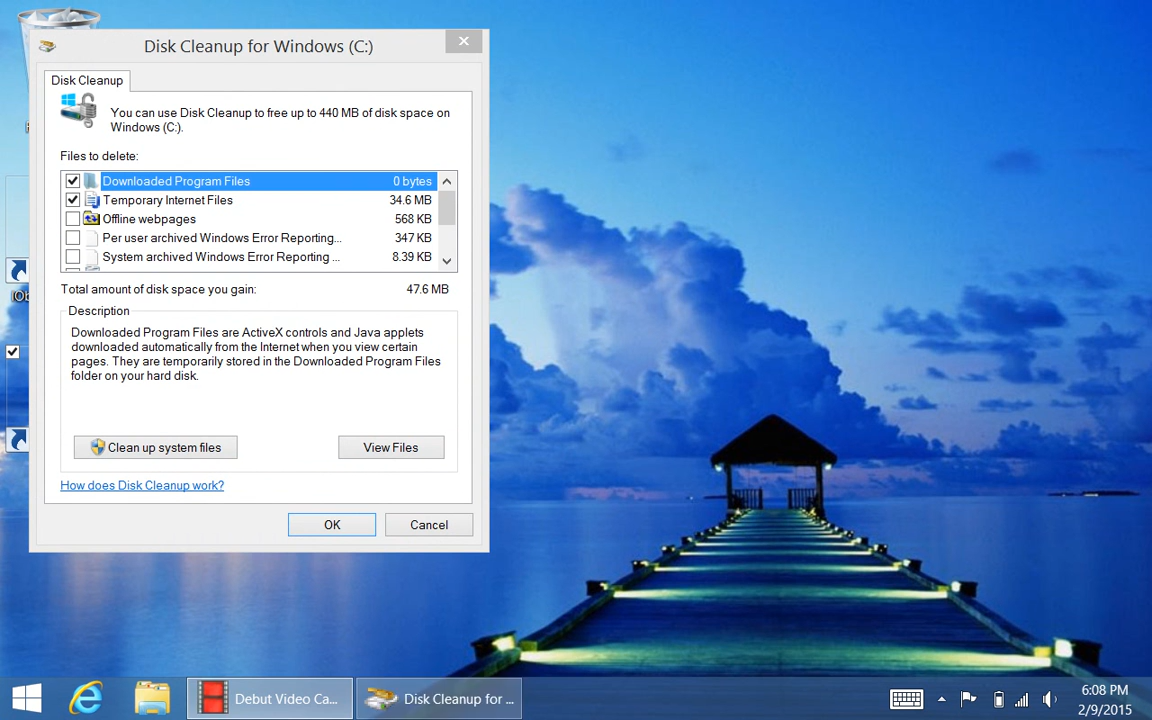 Disk Cleanup for Windows (C:)
Disk Cleanup
You can use Disk Cleanup to free up to 440 MB of disk space on
Windows (C:).
Files to delete:
Downloaded Program Files 0 bytes
Temporary Internet Files 34.6 MB
Offline webpages 568 KB
Per user archived Windows Error Reporting... 347 KB
System archived Windows Error Reporting ... 8.39 KB
Total amount of disk space you gain: 47.6 MB
Description
Downloaded Program Files are ActiveX controls and Java applets
downloaded automatically from the Internet when you view certain
pages. They are temporarily stored in the Downloaded Program Files
folder on your hard disk.
Clean up system files
View Files
How does Disk Cleanup work?
OK
Cancel
Debut Video Ca...
Disk Cleanup for ...
6:08 PM
2/9/2015